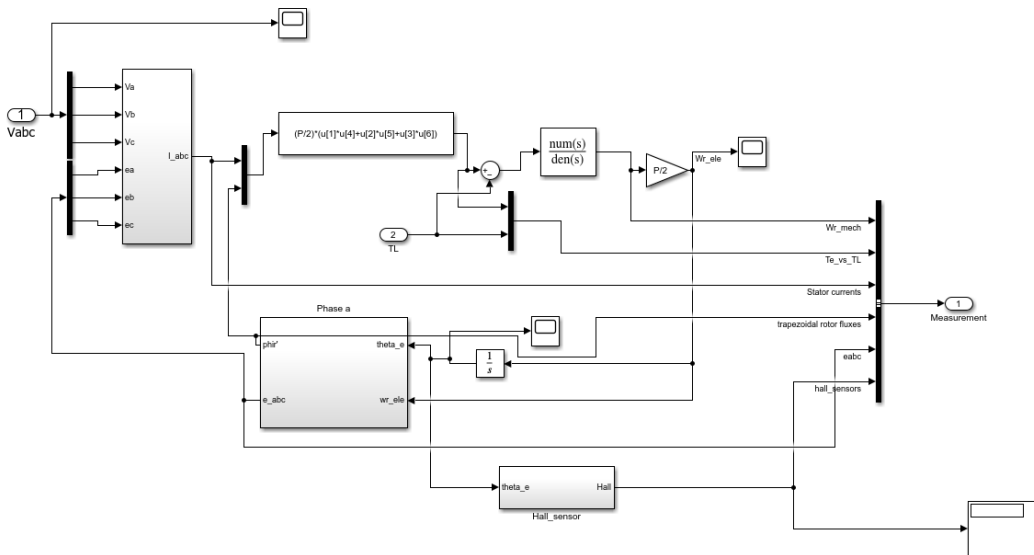 1
Vabc
Va
Vb
Vc
ea
eb
ec
I_abc
(P/2)*(u[1]*u[4]+u[2]*u[5]+u[3]*u[6])
+
-
num(s)
den(s)
P/2
Wr_ele
2
TL
Wr_mech
Te_vs_TL
Stator currents
trapezoidal rotor fluxes
eabc
hall_sensors
1
Measurement
Phase a
phir'
theta_e
e_abc
wr_ele
1
s
theta_e
Hall
Hall_sensor